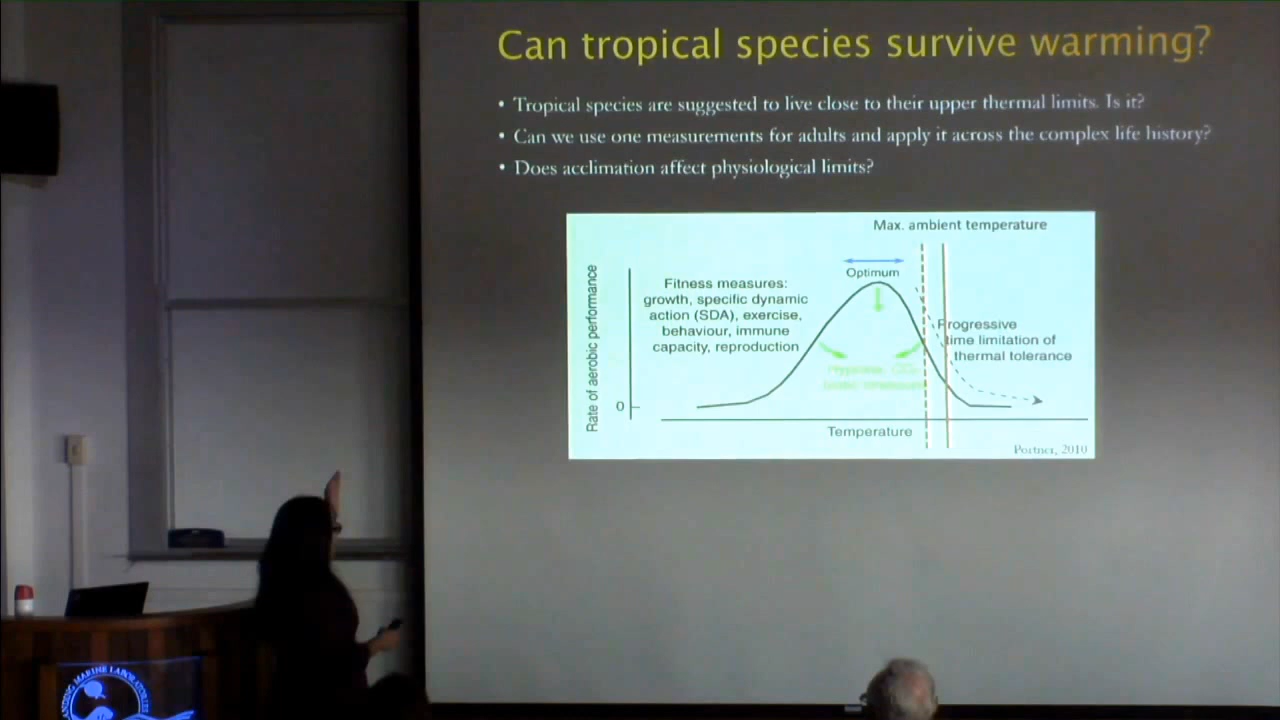 Can tropical species survive warming?
• Tropical species are suggested to live close to their upper thermal limits. Is it?
• Can we use one measurements for adults and apply it across the complex life history?
• Does acclimation affect physiological limits?
Max. ambient temperature
Optimum
Fitness measures:
growth, specific dynamic
action (SDA), exercise,
behaviour, immune
capacity, reproduction
Rate of aerobic performance
Progressive
time limitation of
thermal tolerance
0
Temperature
Portner, 2010
LANDING MARINE LABORATORIES